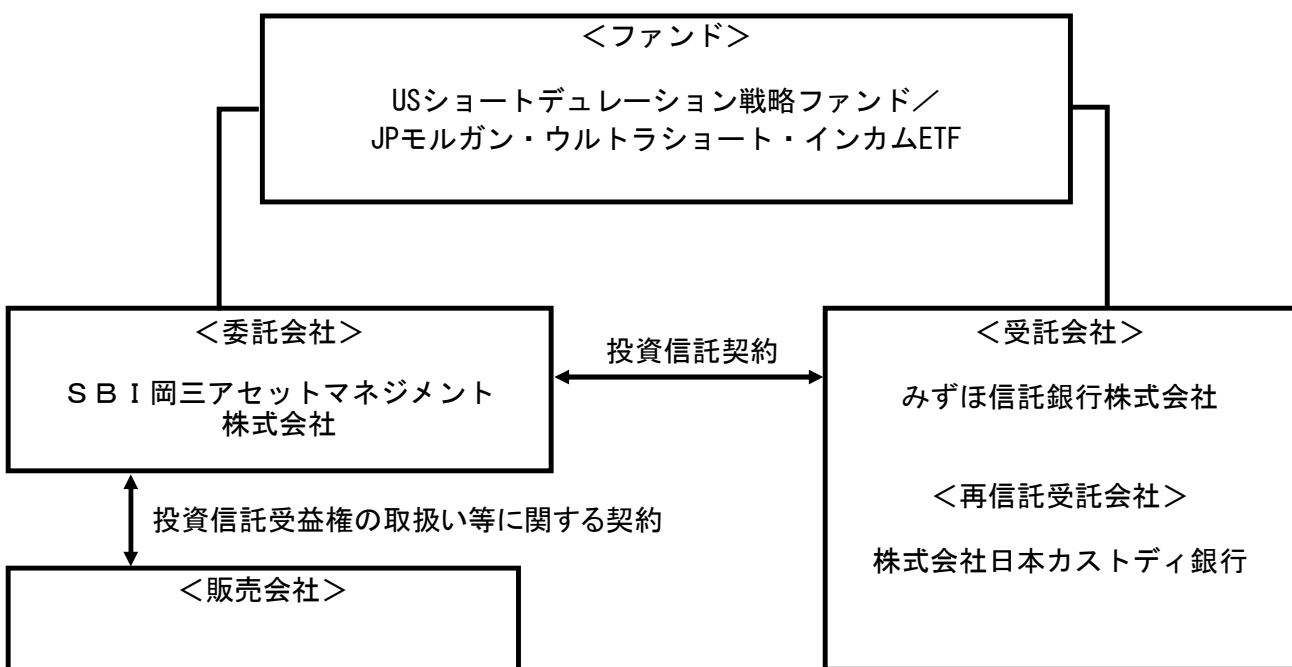 ＜ファンド＞
USショートデュレーション戦略ファンド／
JPモルガン・ウルトラショート・インカムETF
＜委託会社＞
ＳＢＩ岡三アセットマネジメント
株式会社
投資信託契約
＜受託会社＞
みずほ信託銀行株式会社
＜再信託受託会社＞
株式会社日本カストディ銀行
投資信託受益権の取扱い等に関する契約
＜販売会社＞